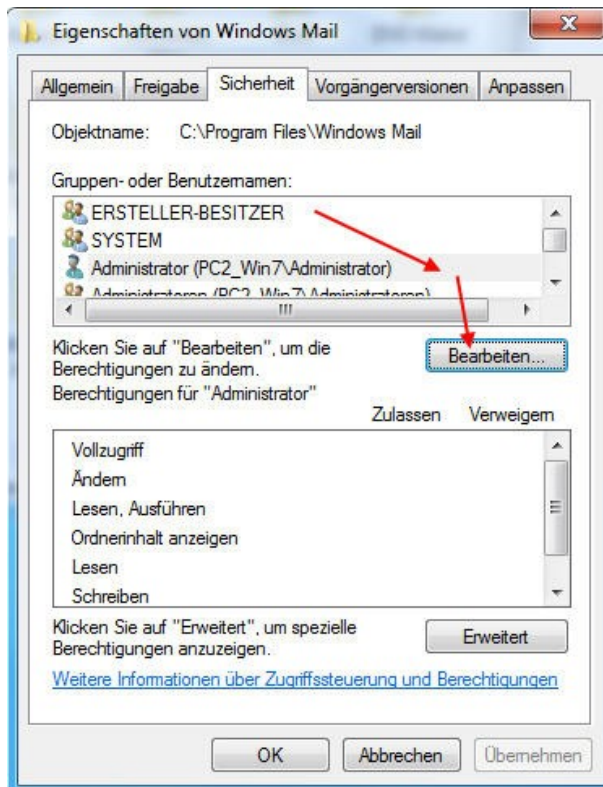 Eigenschaften von Windows Mail
Allgemein Freigabe Sicherheit Vorgängerversionen Anpassen
Objektname: C:\Program Files\Windows Mail
Gruppen- oder Benutzernamen:
ERSTELLER-BESITZER
SYSTEM
Administrator (PC2_Win7\Administrator)
Administratoren (PC2_Win7\Administratoren)
Klicken Sie auf "Bearbeiten", um die
Berechtigungen zu ändern.
Bearbeiten...
Berechtigungen für "Administrator"
Zulassen Verweigern
Vollzugriff
Ändern
Lesen, Ausführen
Ordnerinhalt anzeigen
Lesen
Schreiben
Klicken Sie auf "Erweitert", um spezielle
Berechtigungen anzuzeigen.
Erweitert
Weitere Informationen über Zugriffssteuerung und Berechtigungen
OK Abbrechen Übernehmen